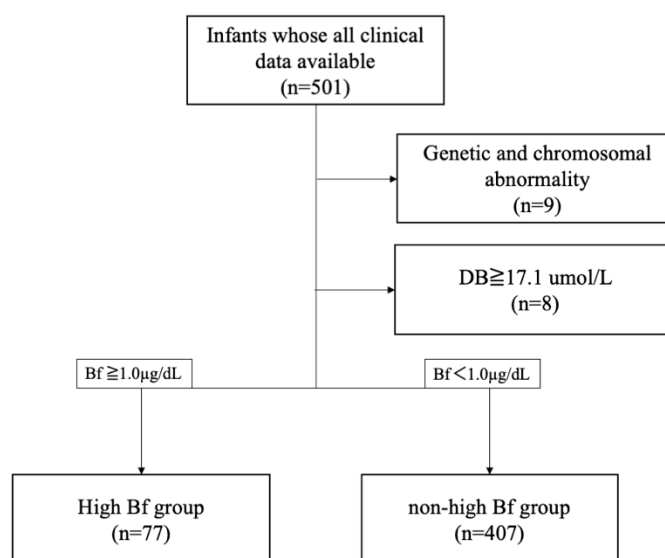 Infants whose all clinical
data available
(n=501)
Genetic and chromosomal
abnormality
(n=9)
DB≧17.1 umol/L
(n=8)
Bf ≧1.0μg/dL
Bf＜1.0μg/dL
High Bf group
(n=77)
non-high Bf group
(n=407)